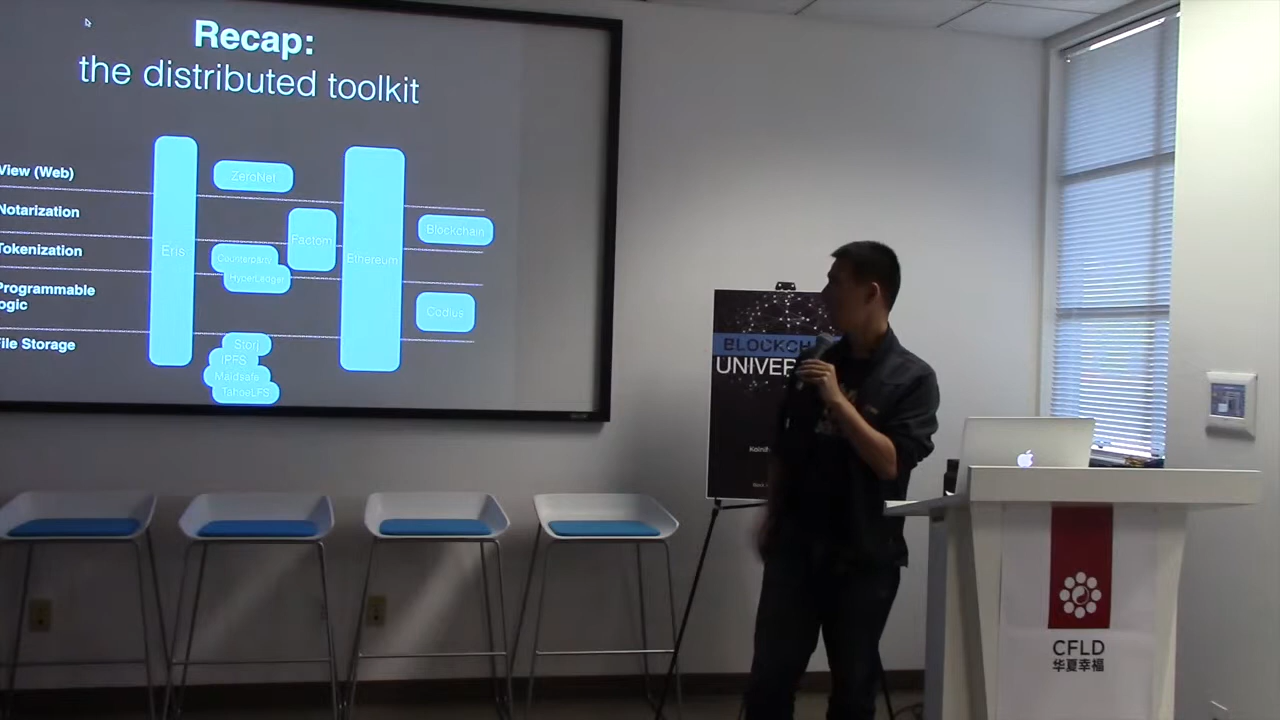 Recap:
the distributed toolkit
View (Web)
Notarization
Tokenization
Programmable
ogic
File Storage
Eris
ZeroNet
Factom
Counterparty
HyperLedger
Storj
IPFS
Maidsafe
TahoeLFS
Ethereum
Blockchain
Codius
BLOCKCH
UNIVER
CFLD
华夏幸福